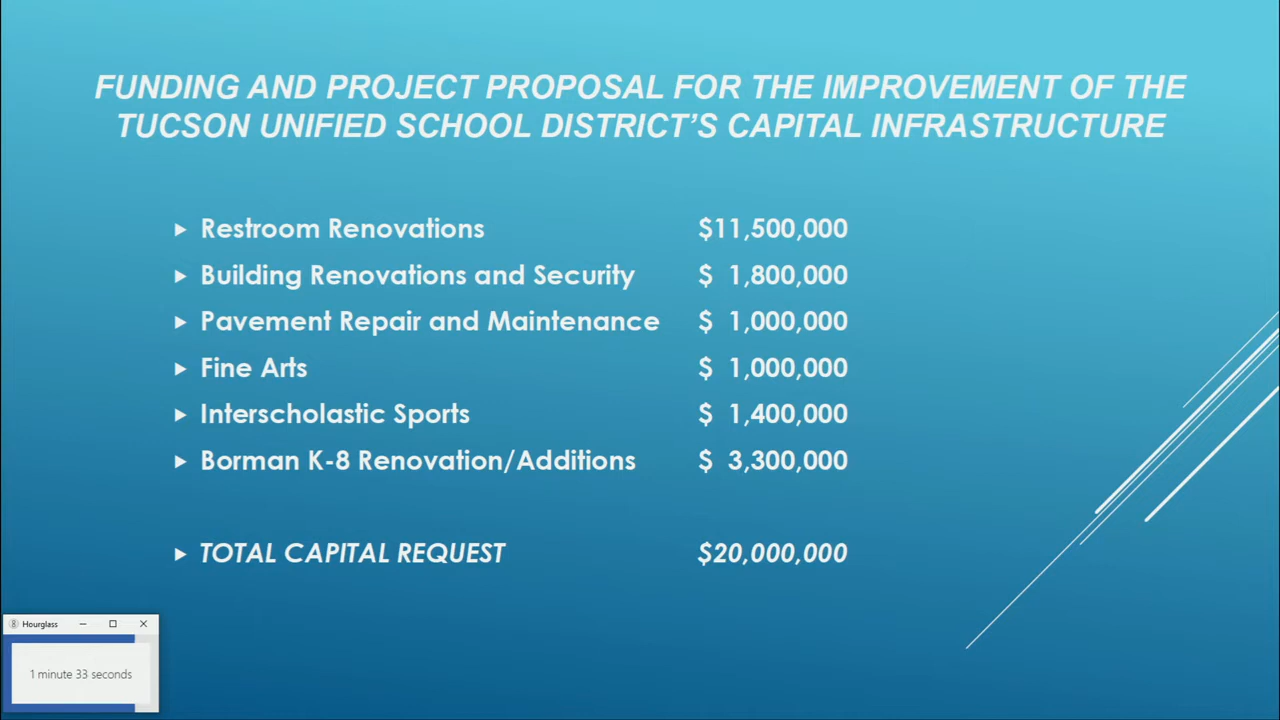 FUNDING AND PROJECT PROPOSAL FOR THE IMPROVEMENT OF THE
TUCSON UNIFIED SCHOOL DISTRICT’S CAPITAL INFRASTRUCTURE
Restroom Renovations $11,500,000
Building Renovations and Security $ 1,800,000
Pavement Repair and Maintenance $ 1,000,000
Fine Arts $ 1,000,000
Interscholastic Sports $ 1,400,000
Borman K-8 Renovation/Additions $ 3,300,000
TOTAL CAPITAL REQUEST $20,000,000
Hourglass
1 minute 33 seconds